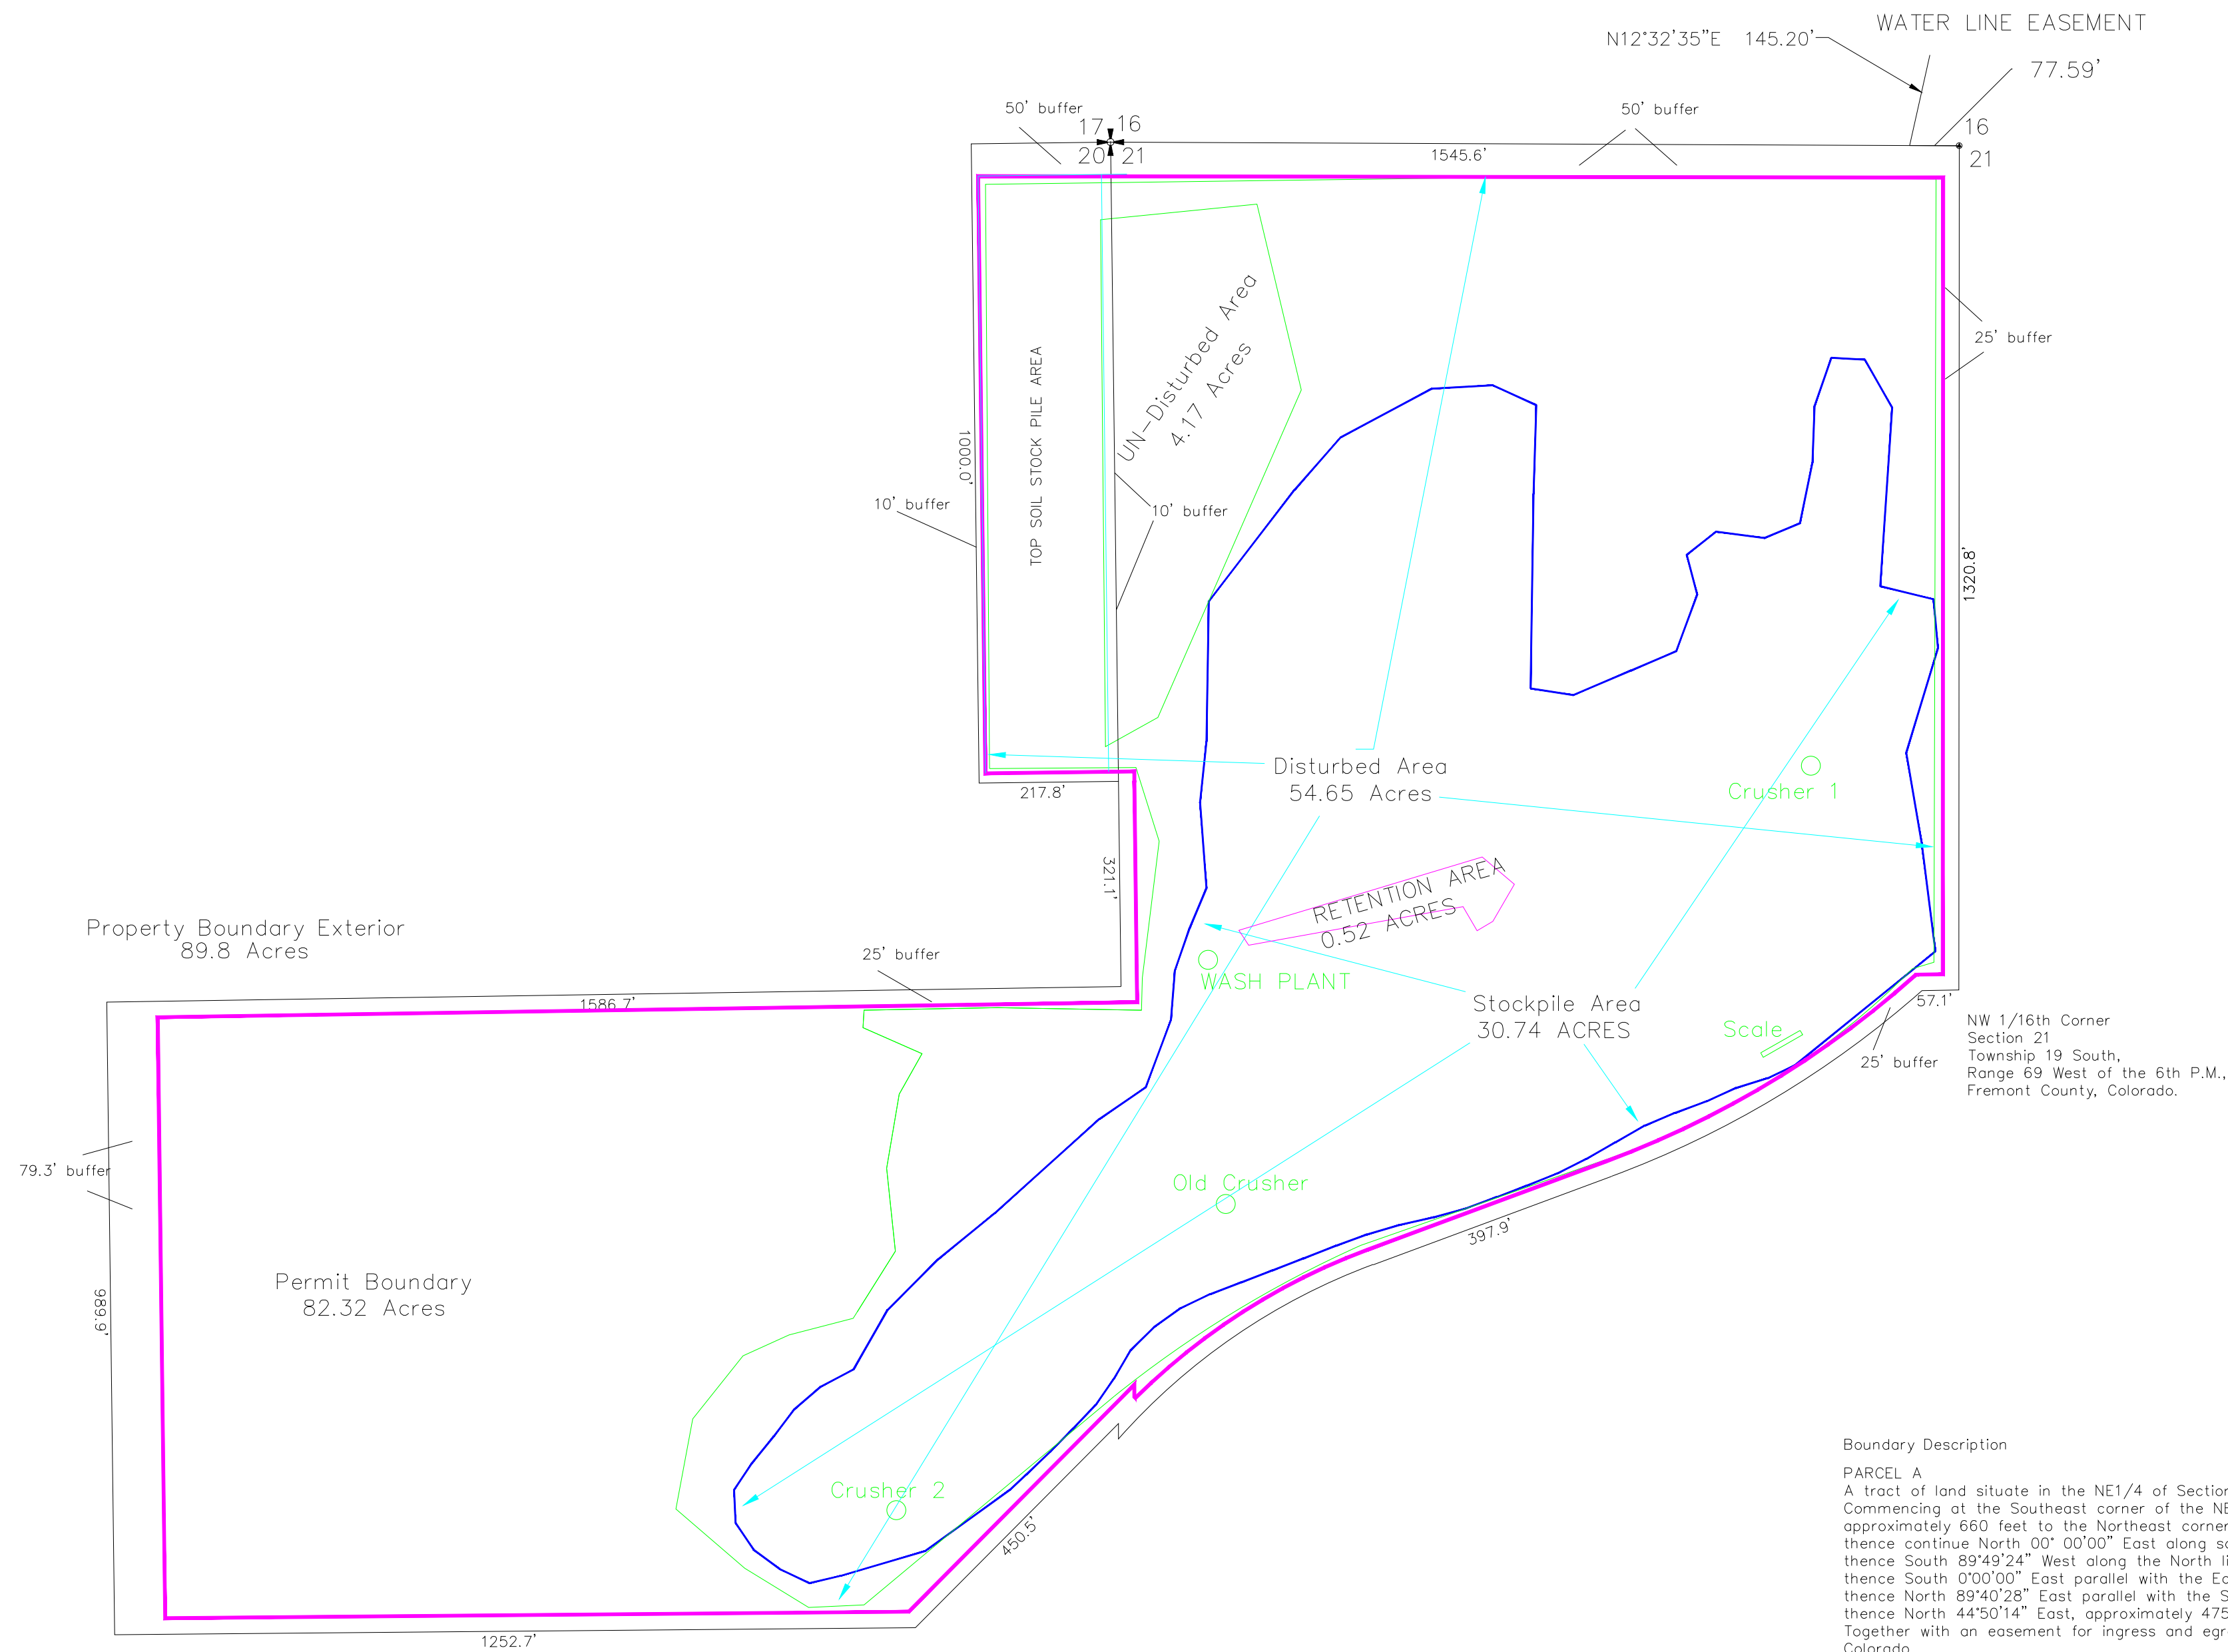 WATER LINE EASEMENT
N12°32'35"E 145.20'
77.59'
50' buffer
50' buffer
17 16
20 21
16
21
1545.6'
25' buffer
UN-Disturbed Area
4.17 Acres
TOP SOIL STOCK PILE AREA
1000.0'
10' buffer
10' buffer
1320.8'
Disturbed Area
54.65 Acres
Crusher 1
217.8'
321.1'
RETENTION AREA
0.52 ACRES
Property Boundary Exterior
89.8 Acres
25' buffer
WASH PLANT
1586.7'
Stockpile Area
30.74 ACRES
57.1'
Scale
25' buffer
NW 1/16th Corner
Section 21
Township 19 South,
Range 69 West of the 6th P.M.,
Fremont County, Colorado.
79.3' buffer
Old Crusher
397.9'
Permit Boundary
82.32 Acres
989.9'
Crusher 2
450.5'
1252.7'
Boundary Description
PARCEL A
A tract of land situate in the NE1/4 of Section
Commencing at the Southeast corner of the NE
approximately 660 feet to the Northeast corner
thence continue North 00° 00'00" East along
thence South 89°49'24" West along the North
thence South 0°00'00" East parallel with the
thence North 89°40'28" East parallel with the
thence North 44°50'14" East, approximately 475
Together with an easement for ingress and
Colorado